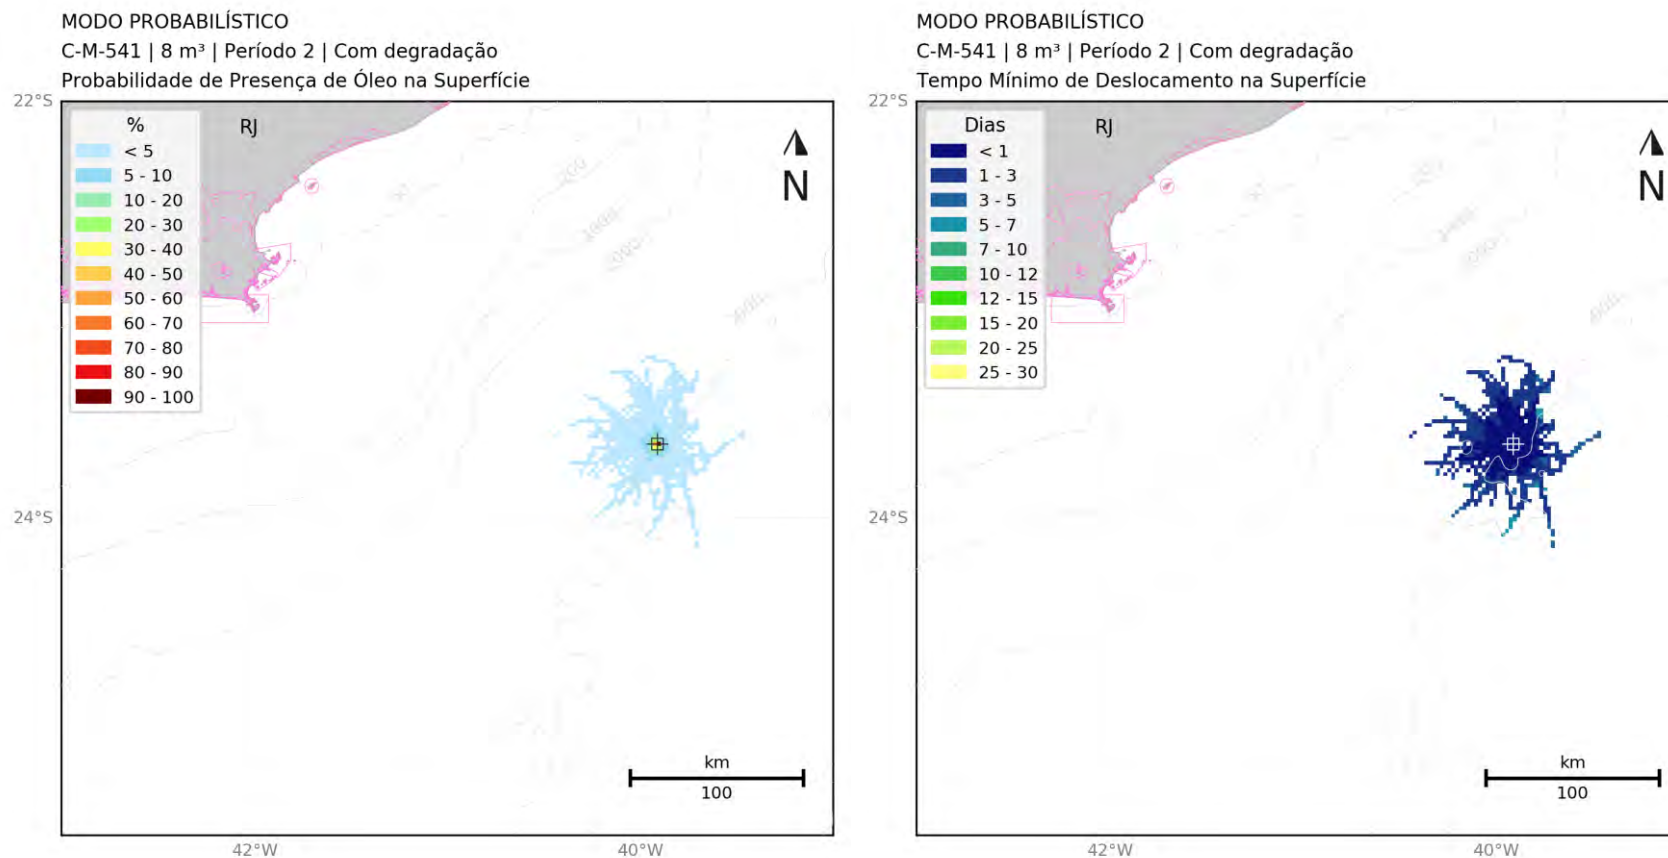 MODO PROBABILÍSTICO
C-M-541 | 8 m³ | Período 2 | Com degradação
Probabilidade de Presença de Óleo na Superfície
22°S
24°S
42°W
40°W
%
< 5
5 - 10
10 - 20
20 - 30
30 - 40
40 - 50
50 - 60
60 - 70
70 - 80
80 - 90
90 - 100
RJ
N
200
km
100
MODO PROBABILÍSTICO
C-M-541 | 8 m³ | Período 2 | Com degradação
Tempo Mínimo de Deslocamento na Superfície
22°S
24°S
42°W
40°W
Dias
< 1
1 - 3
3 - 5
5 - 7
7 - 10
10 - 12
12 - 15
15 - 20
20 - 25
25 - 30
RJ
N
200
km
100